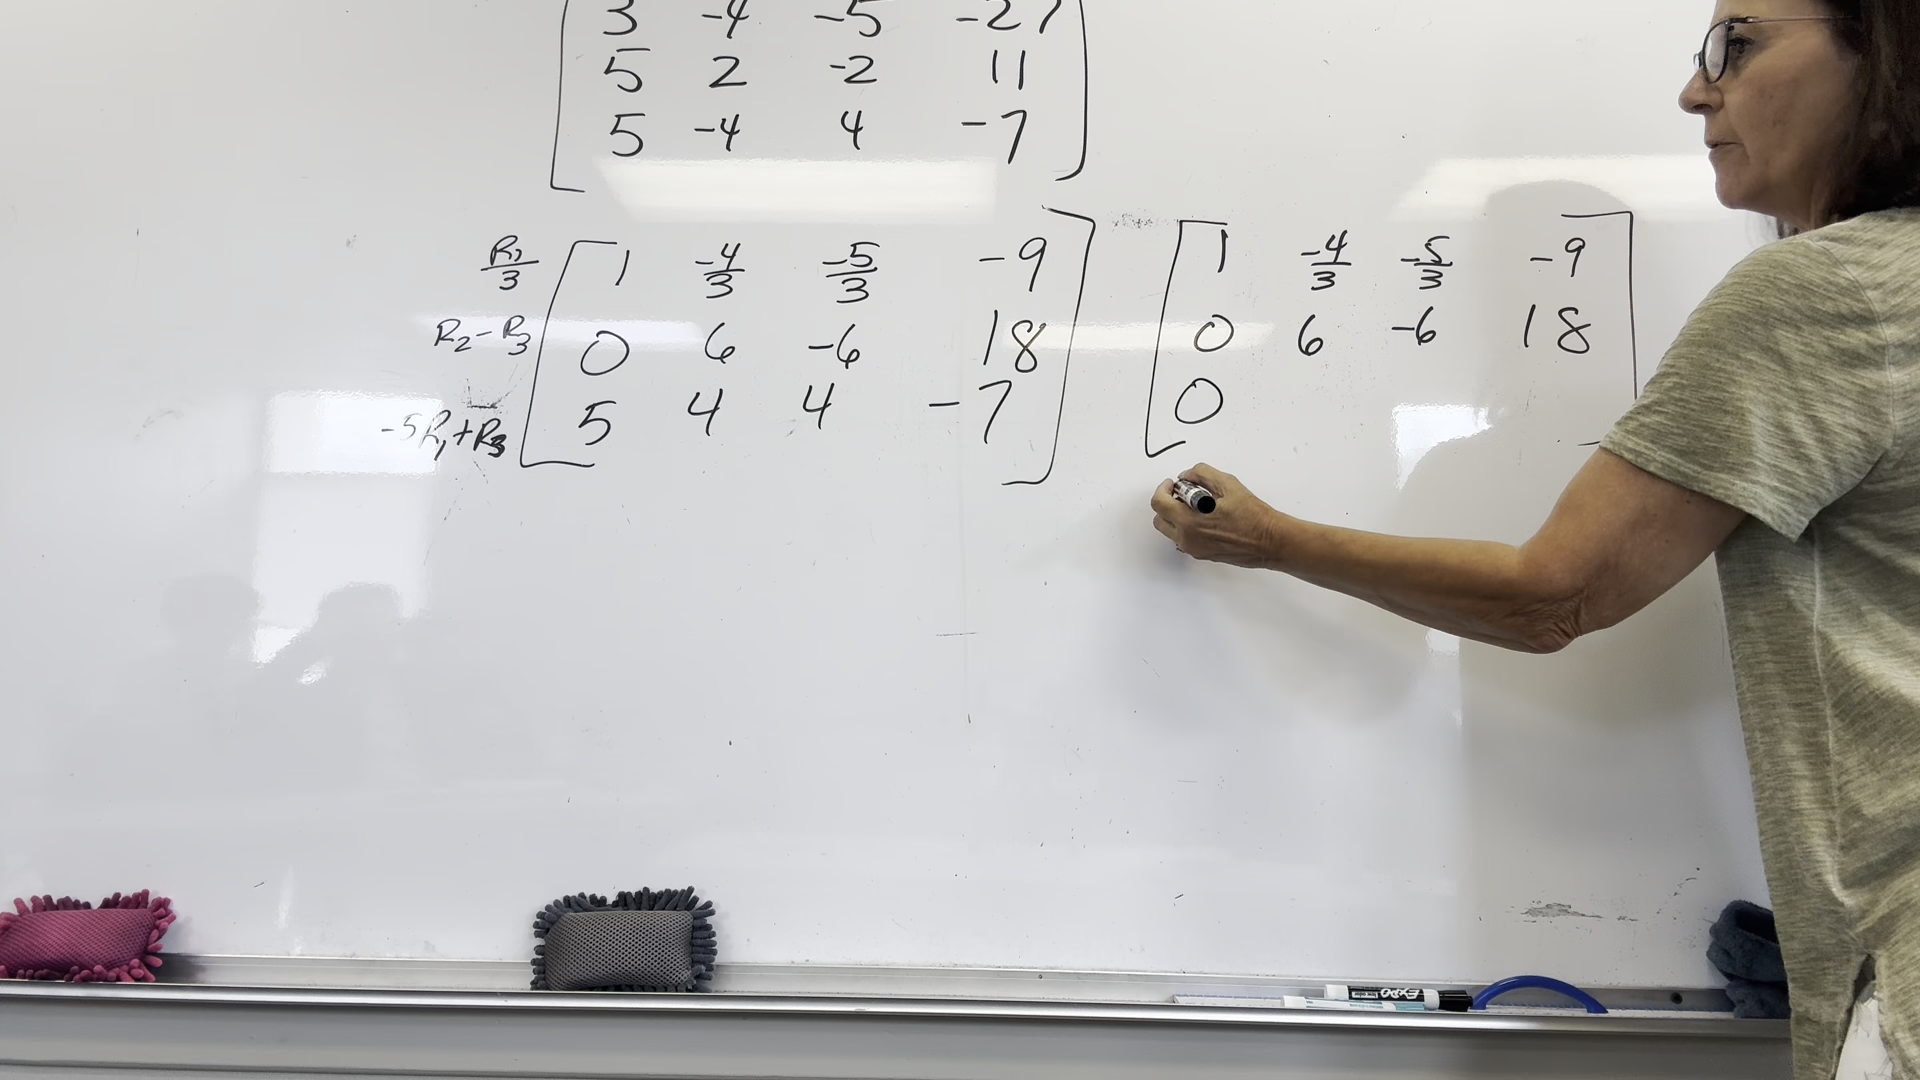 3 -4 -5 -27
5 2 -2 11
5 -4 4 -7
R₁/3 1 -4/3 -5/3 -9
R₂-R₃ 0 6 -6 18
-5R₁+R₃ 5 4 4 -7
1 -4/3 -5/3 -9
0 6 -6 18
0
EXPO